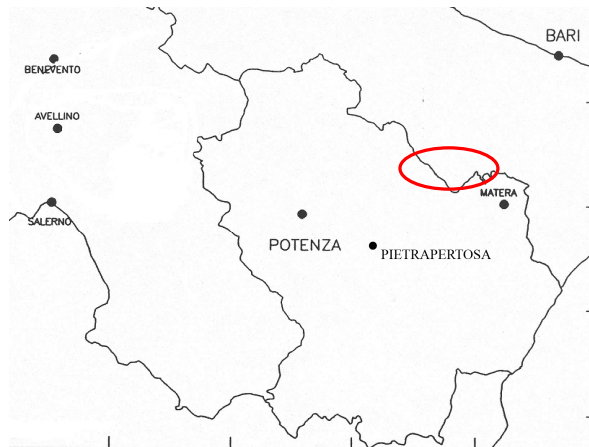 BARI
BENEVENTO
AVELLINO
MATERA
SALERNO
POTENZA
PIETRAPERTOSA